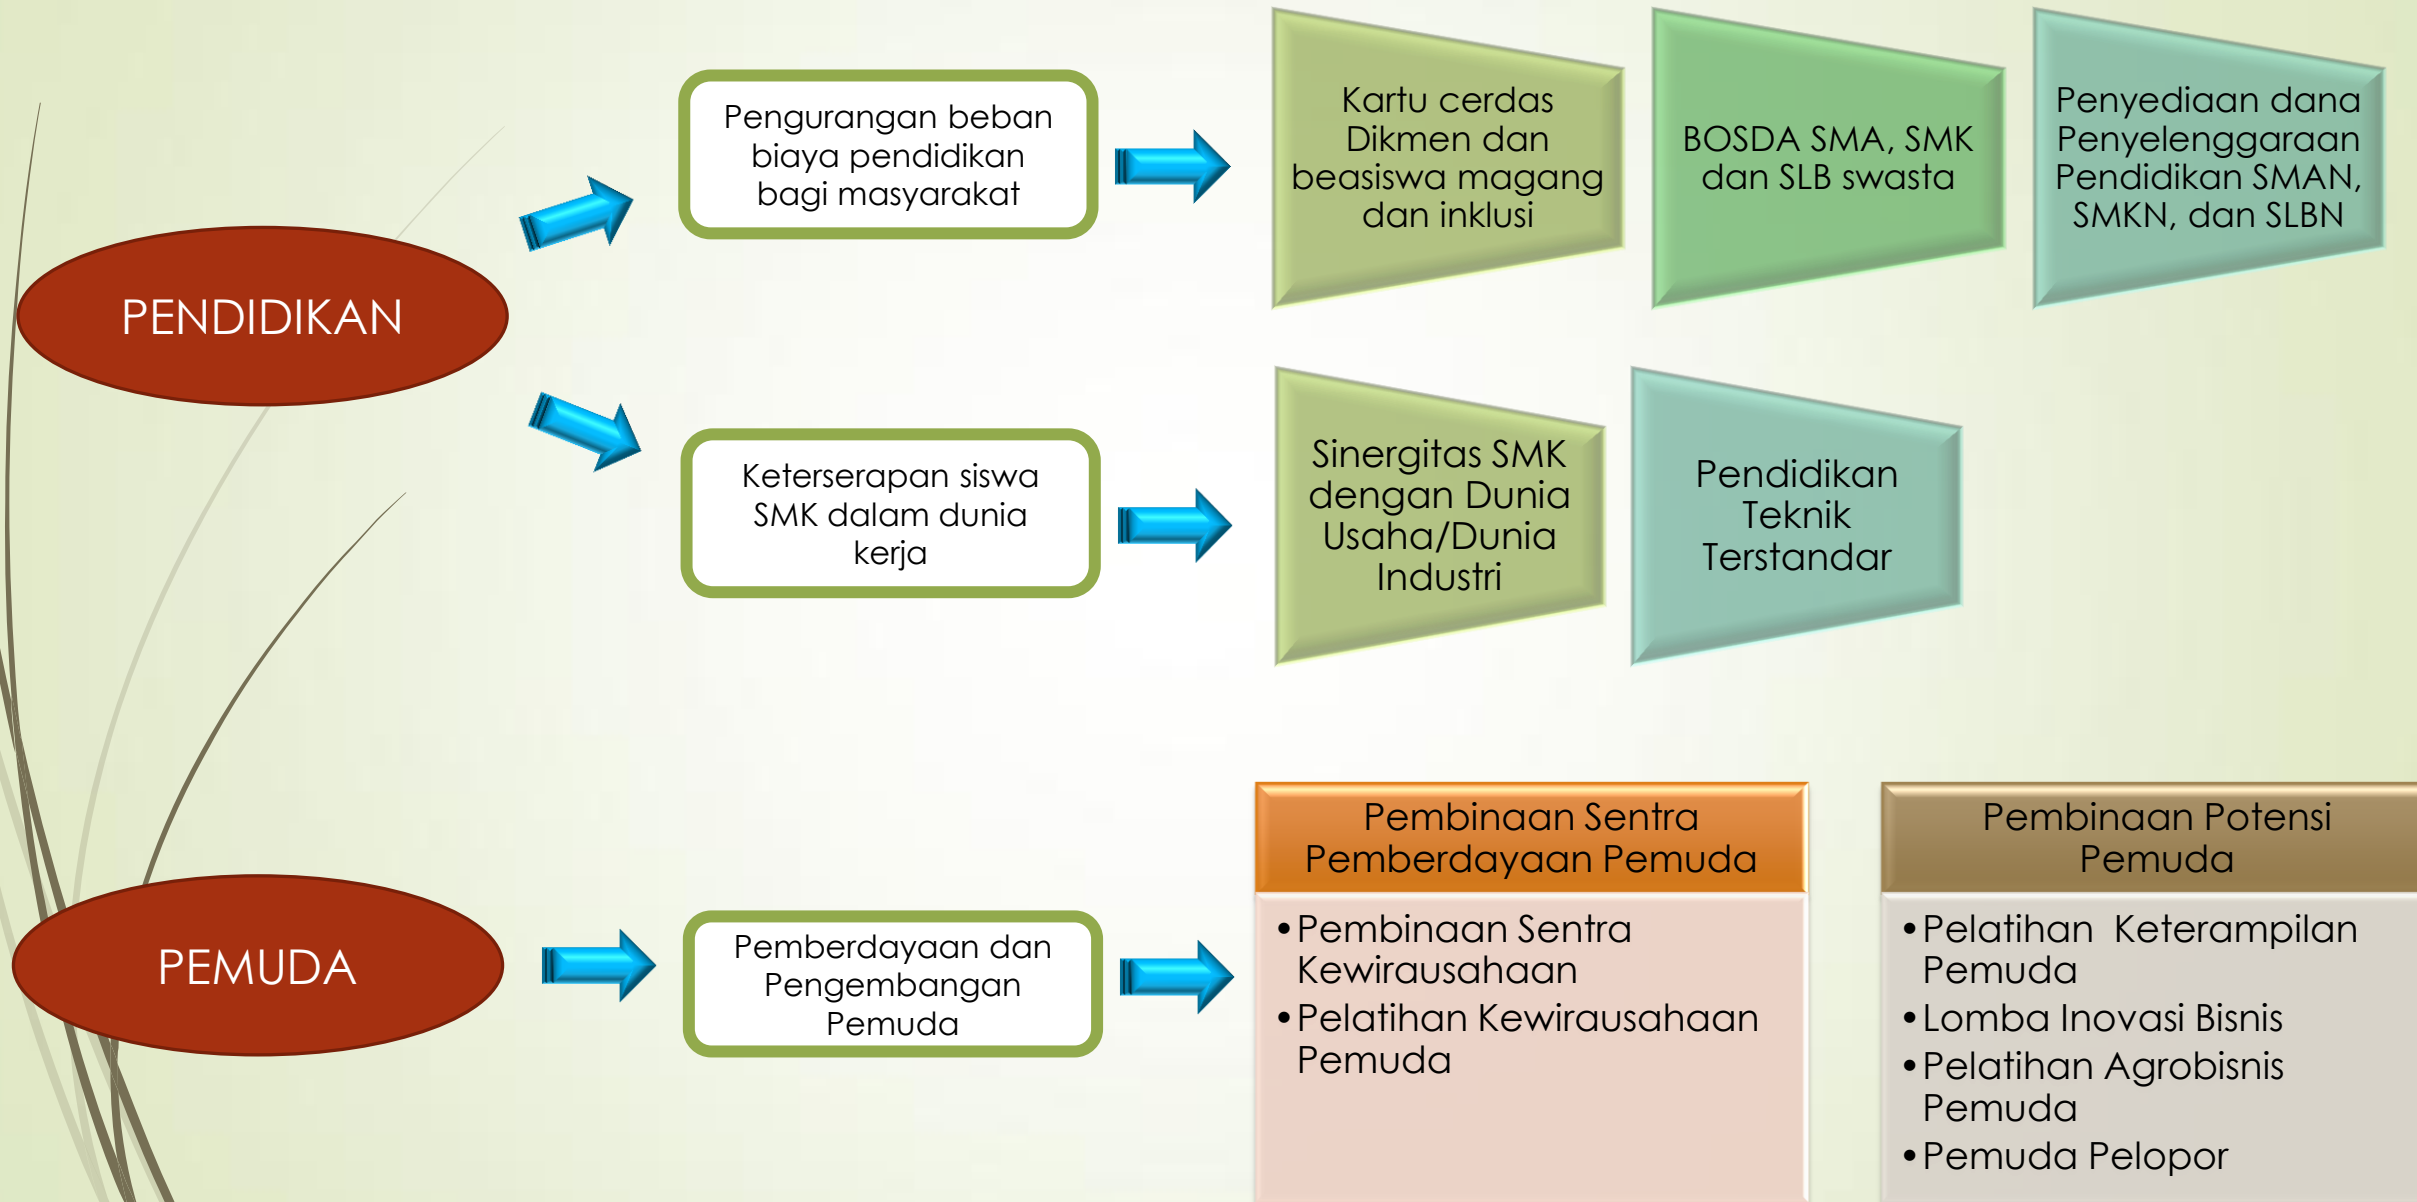 PENDIDIKAN
Pengurangan beban
biaya pendidikan
bagi masyarakat
Kartu cerdas
Dikmen dan
beasiswa magang
dan inklusi
BOSDA SMA, SMK
dan SLB swasta
Penyediaan dana
Penyelenggaraan
Pendidikan SMAN,
SMKN, dan SLBN
Keterserapan siswa
SMK dalam dunia
kerja
Sinergitas SMK
dengan Dunia
Usaha/Dunia
Industri
Pendidikan
Teknik
Terstandar
PEMUDA
Pemberdayaan dan
Pengembangan
Pemuda
Pembinaan Sentra
Pemberdayaan Pemuda
•Pembinaan Sentra
Kewirausahaan
•Pelatihan Kewirausahaan
Pemuda
Pembinaan Potensi
Pemuda
•Pelatihan Keterampilan
Pemuda
•Lomba Inovasi Bisnis
•Pelatihan Agrobisnis
Pemuda
•Pemuda Pelopor